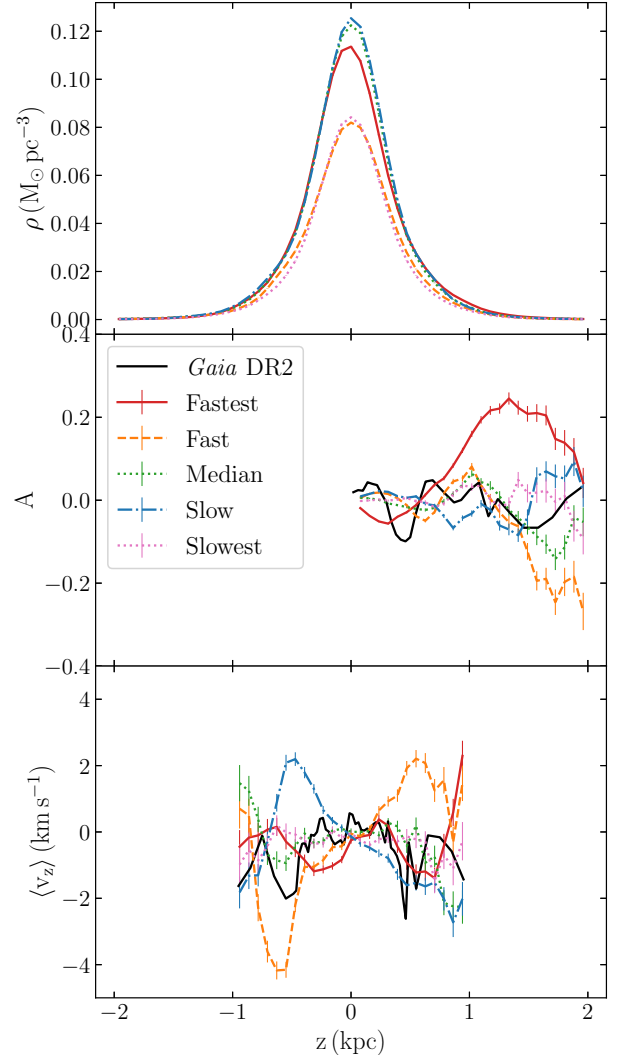 0.12
0.10
0.08
0.06
0.04
0.02
0.00
ρ (M⊙ pc⁻³)
0.4
0.2
0.0
−0.2
−0.4
A
Gaia DR2
Fastest
Fast
Median
Slow
Slowest
4
2
0
−2
−4
⟨v_z⟩ (km s⁻¹)
−2 −1 0 1 2
z (kpc)